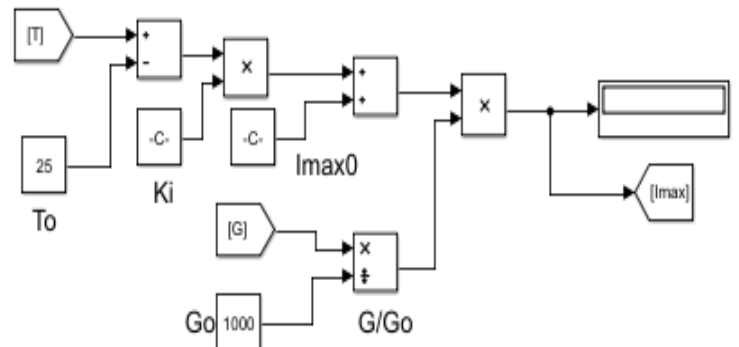 [T]
+
-
×
+
+
×
25
To
-C-
Ki
-C-
Imax0
[Imax]
[G]
×
÷
Go
1000
G/Go